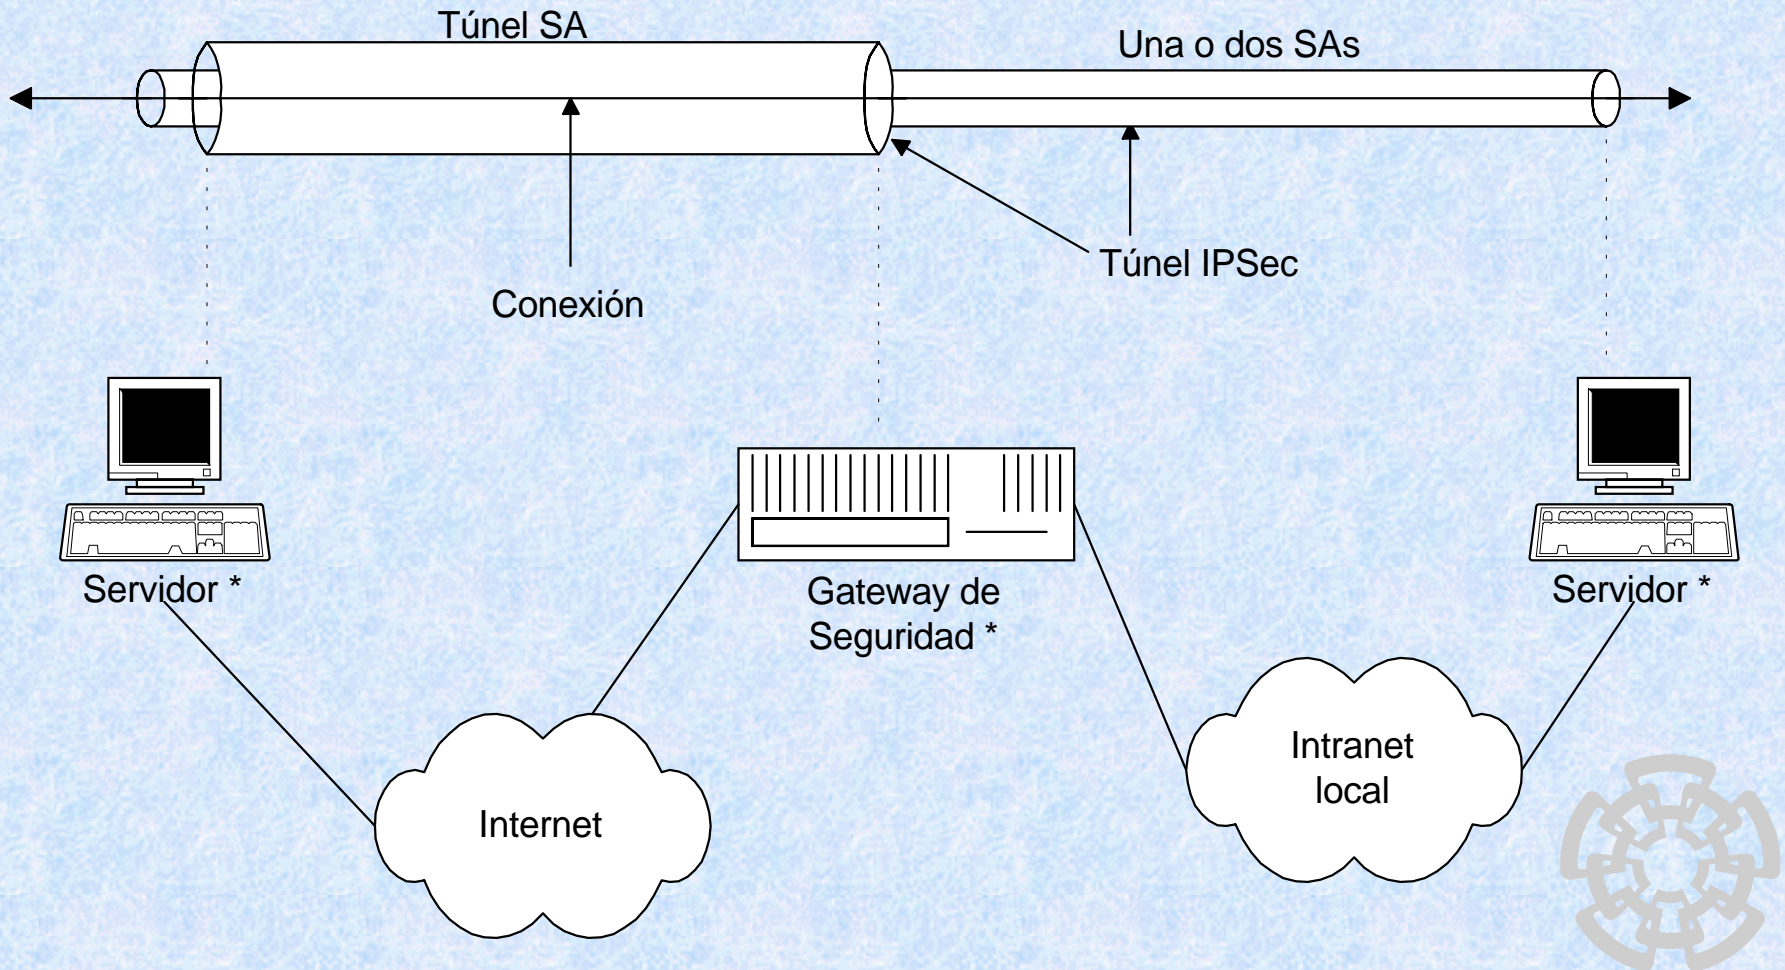 Túnel SA
Una o dos SAs
Túnel IPSec
Conexión
Servidor *
Gateway de
Seguridad *
Servidor *
Intranet
local
Internet